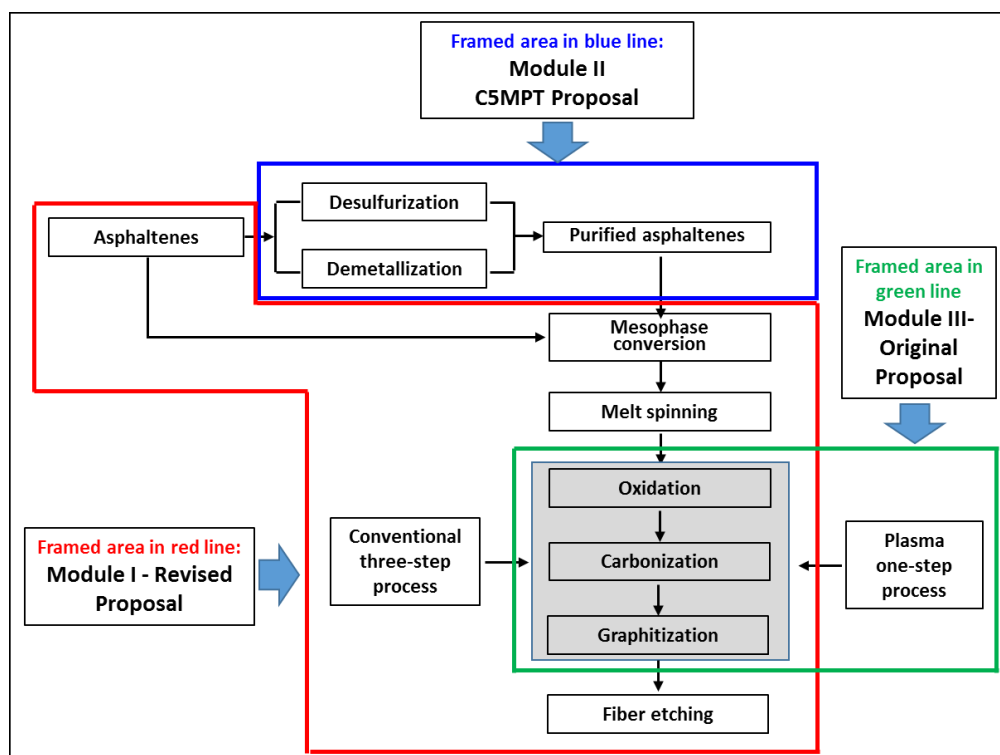 Framed area in blue line:
Module II
C5MPT Proposal
Desulfurization
Asphaltenes
Purified asphaltenes
Demetallization
Framed area in
green line
Module III-
Original
Proposal
Mesophase
conversion
Melt spinning
Oxidation
Framed area in red line:
Module I - Revised
Proposal
Conventional
three-step
process
Carbonization
Plasma
one-step
process
Graphitization
Fiber etching